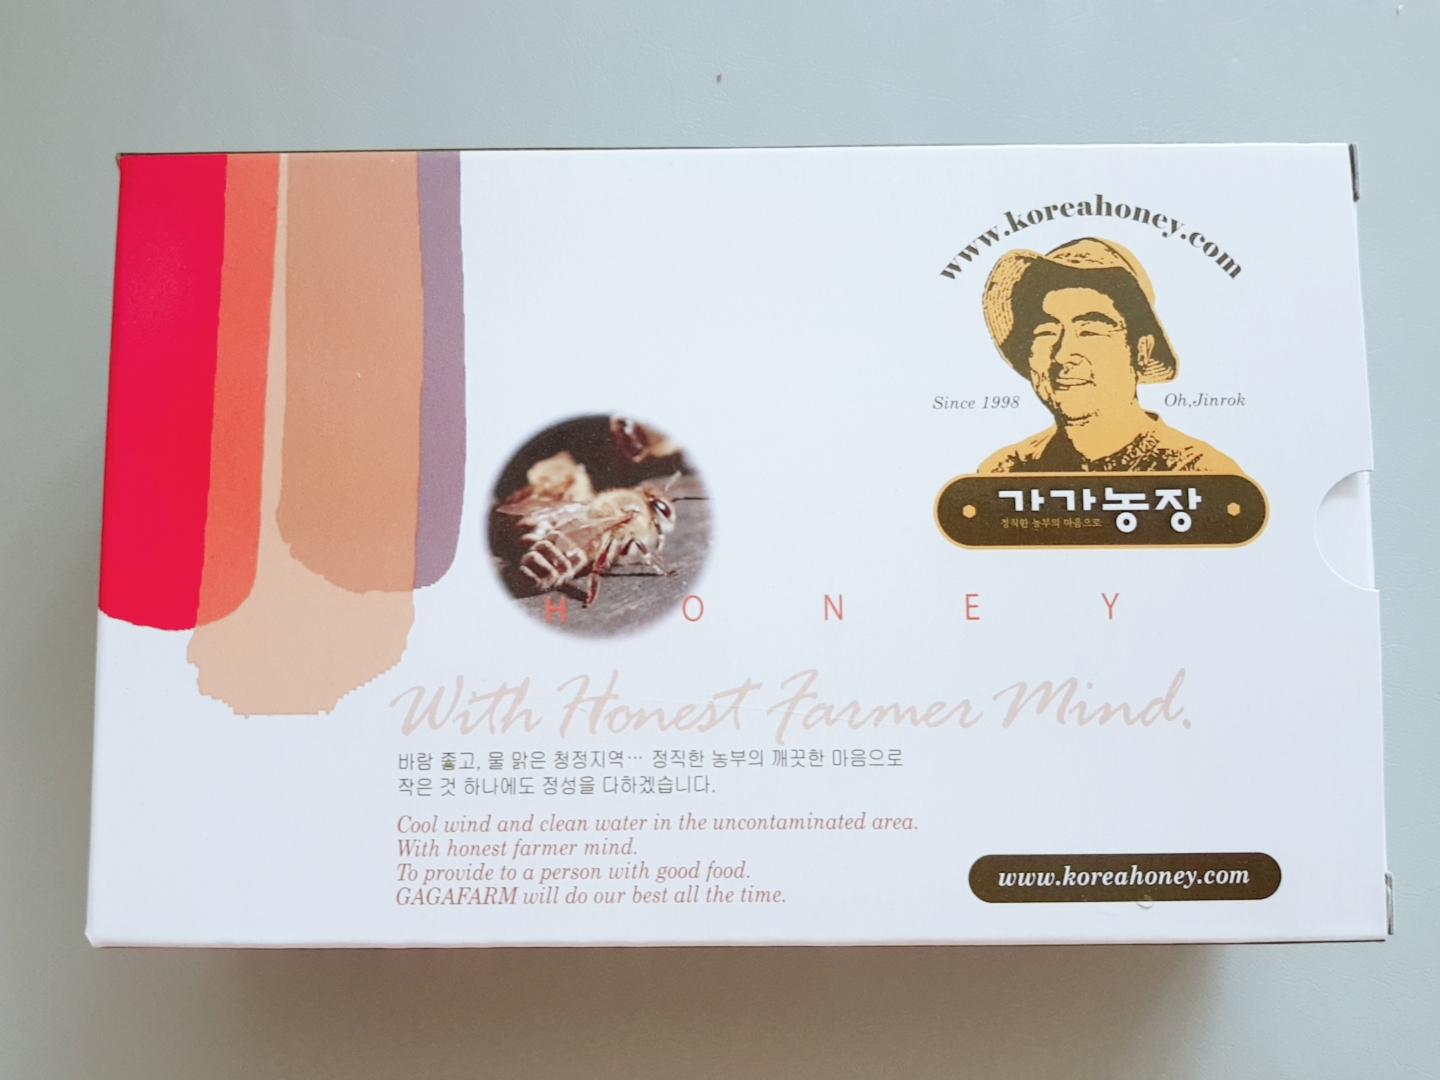 www.koreahoney.com
Since 1998
Oh,Jinrok
가가농장
정직한 농부의 마음으로
HONEY
With Honest Farmer Mind.
바람 좋고, 물 맑은 청정지역… 정직한 농부의 깨끗한 마음으로
작은 것 하나에도 정성을 다하겠습니다.
Cool wind and clean water in the uncontaminated area.
With honest farmer mind.
To provide to a person with good food.
GAGAFARM will do our best all the time.
www.koreahoney.com